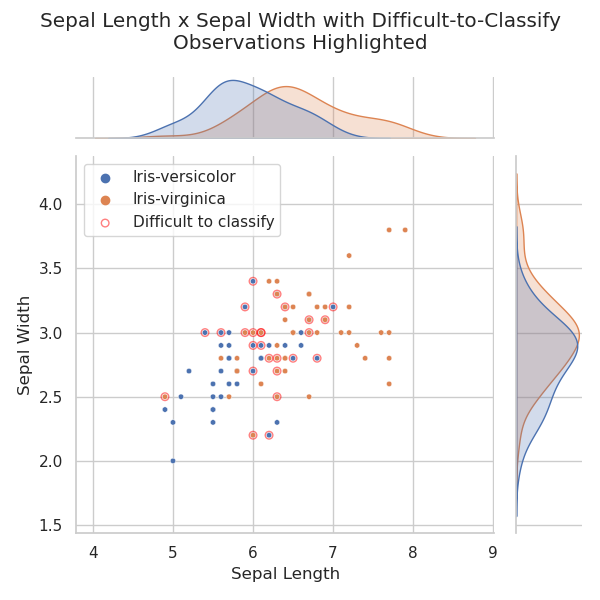 Sepal Length x Sepal Width with Difficult-to-Classify
Observations Highlighted
Iris-versicolor
Iris-virginica
Difficult to classify
4.0
3.5
3.0
2.5
2.0
1.5
Sepal Width
4 5 6 7 8 9
Sepal Length